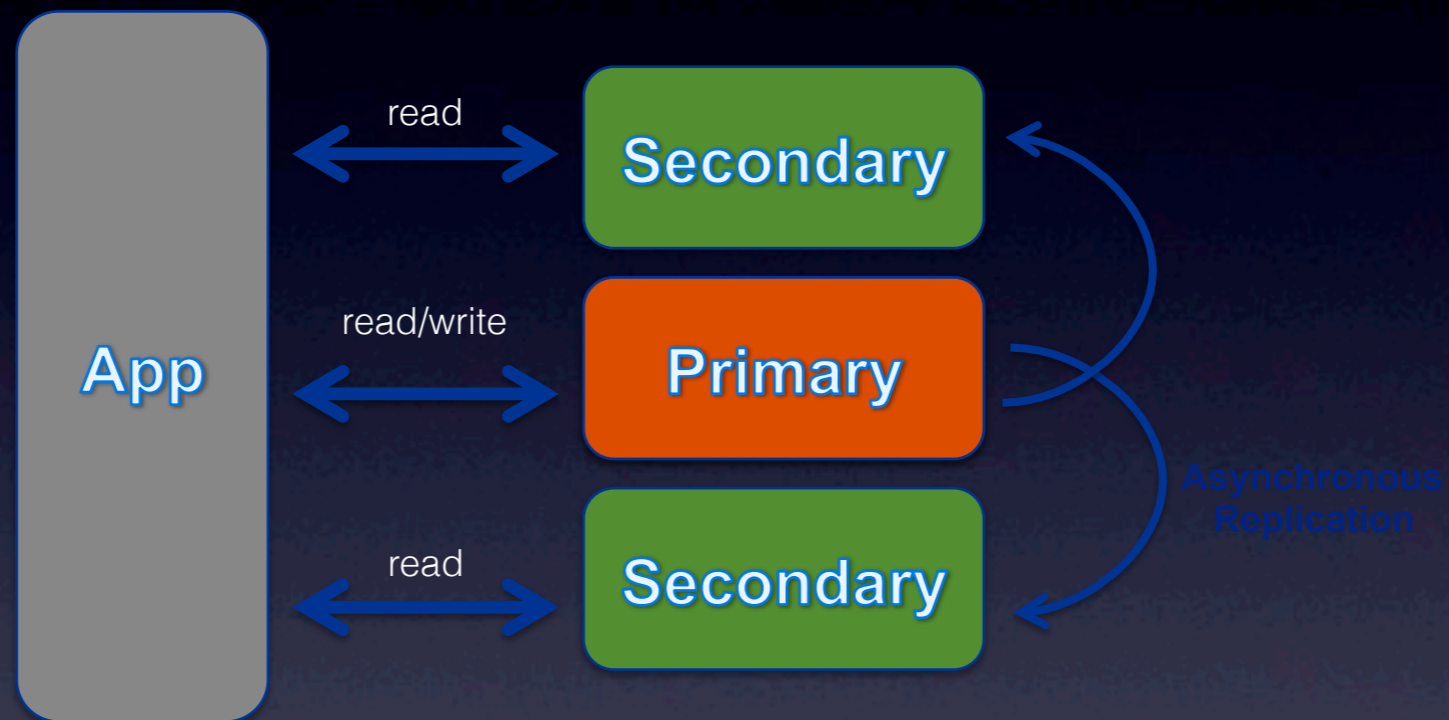 read
Secondary
read/write
App
Primary
Asynchronous
Replication
read
Secondary